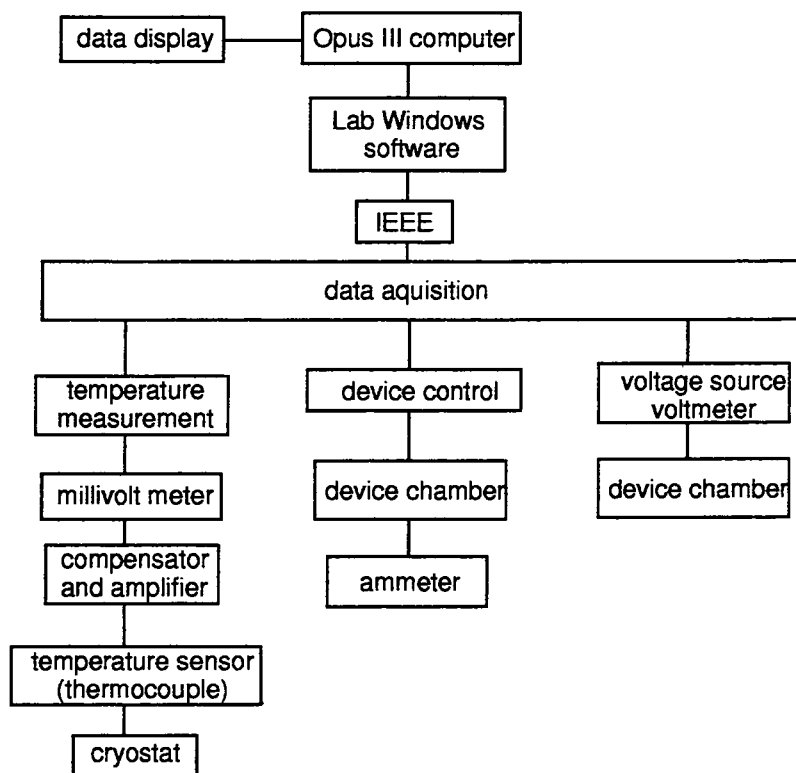 data display
Opus III computer
Lab Windows
software
IEEE
data aquisition
temperature
measurement
device control
voltage source
voltmeter
millivolt meter
device chamber
device chamber
compensator
and amplifier
ammeter
temperature sensor
(thermocouple)
cryostat